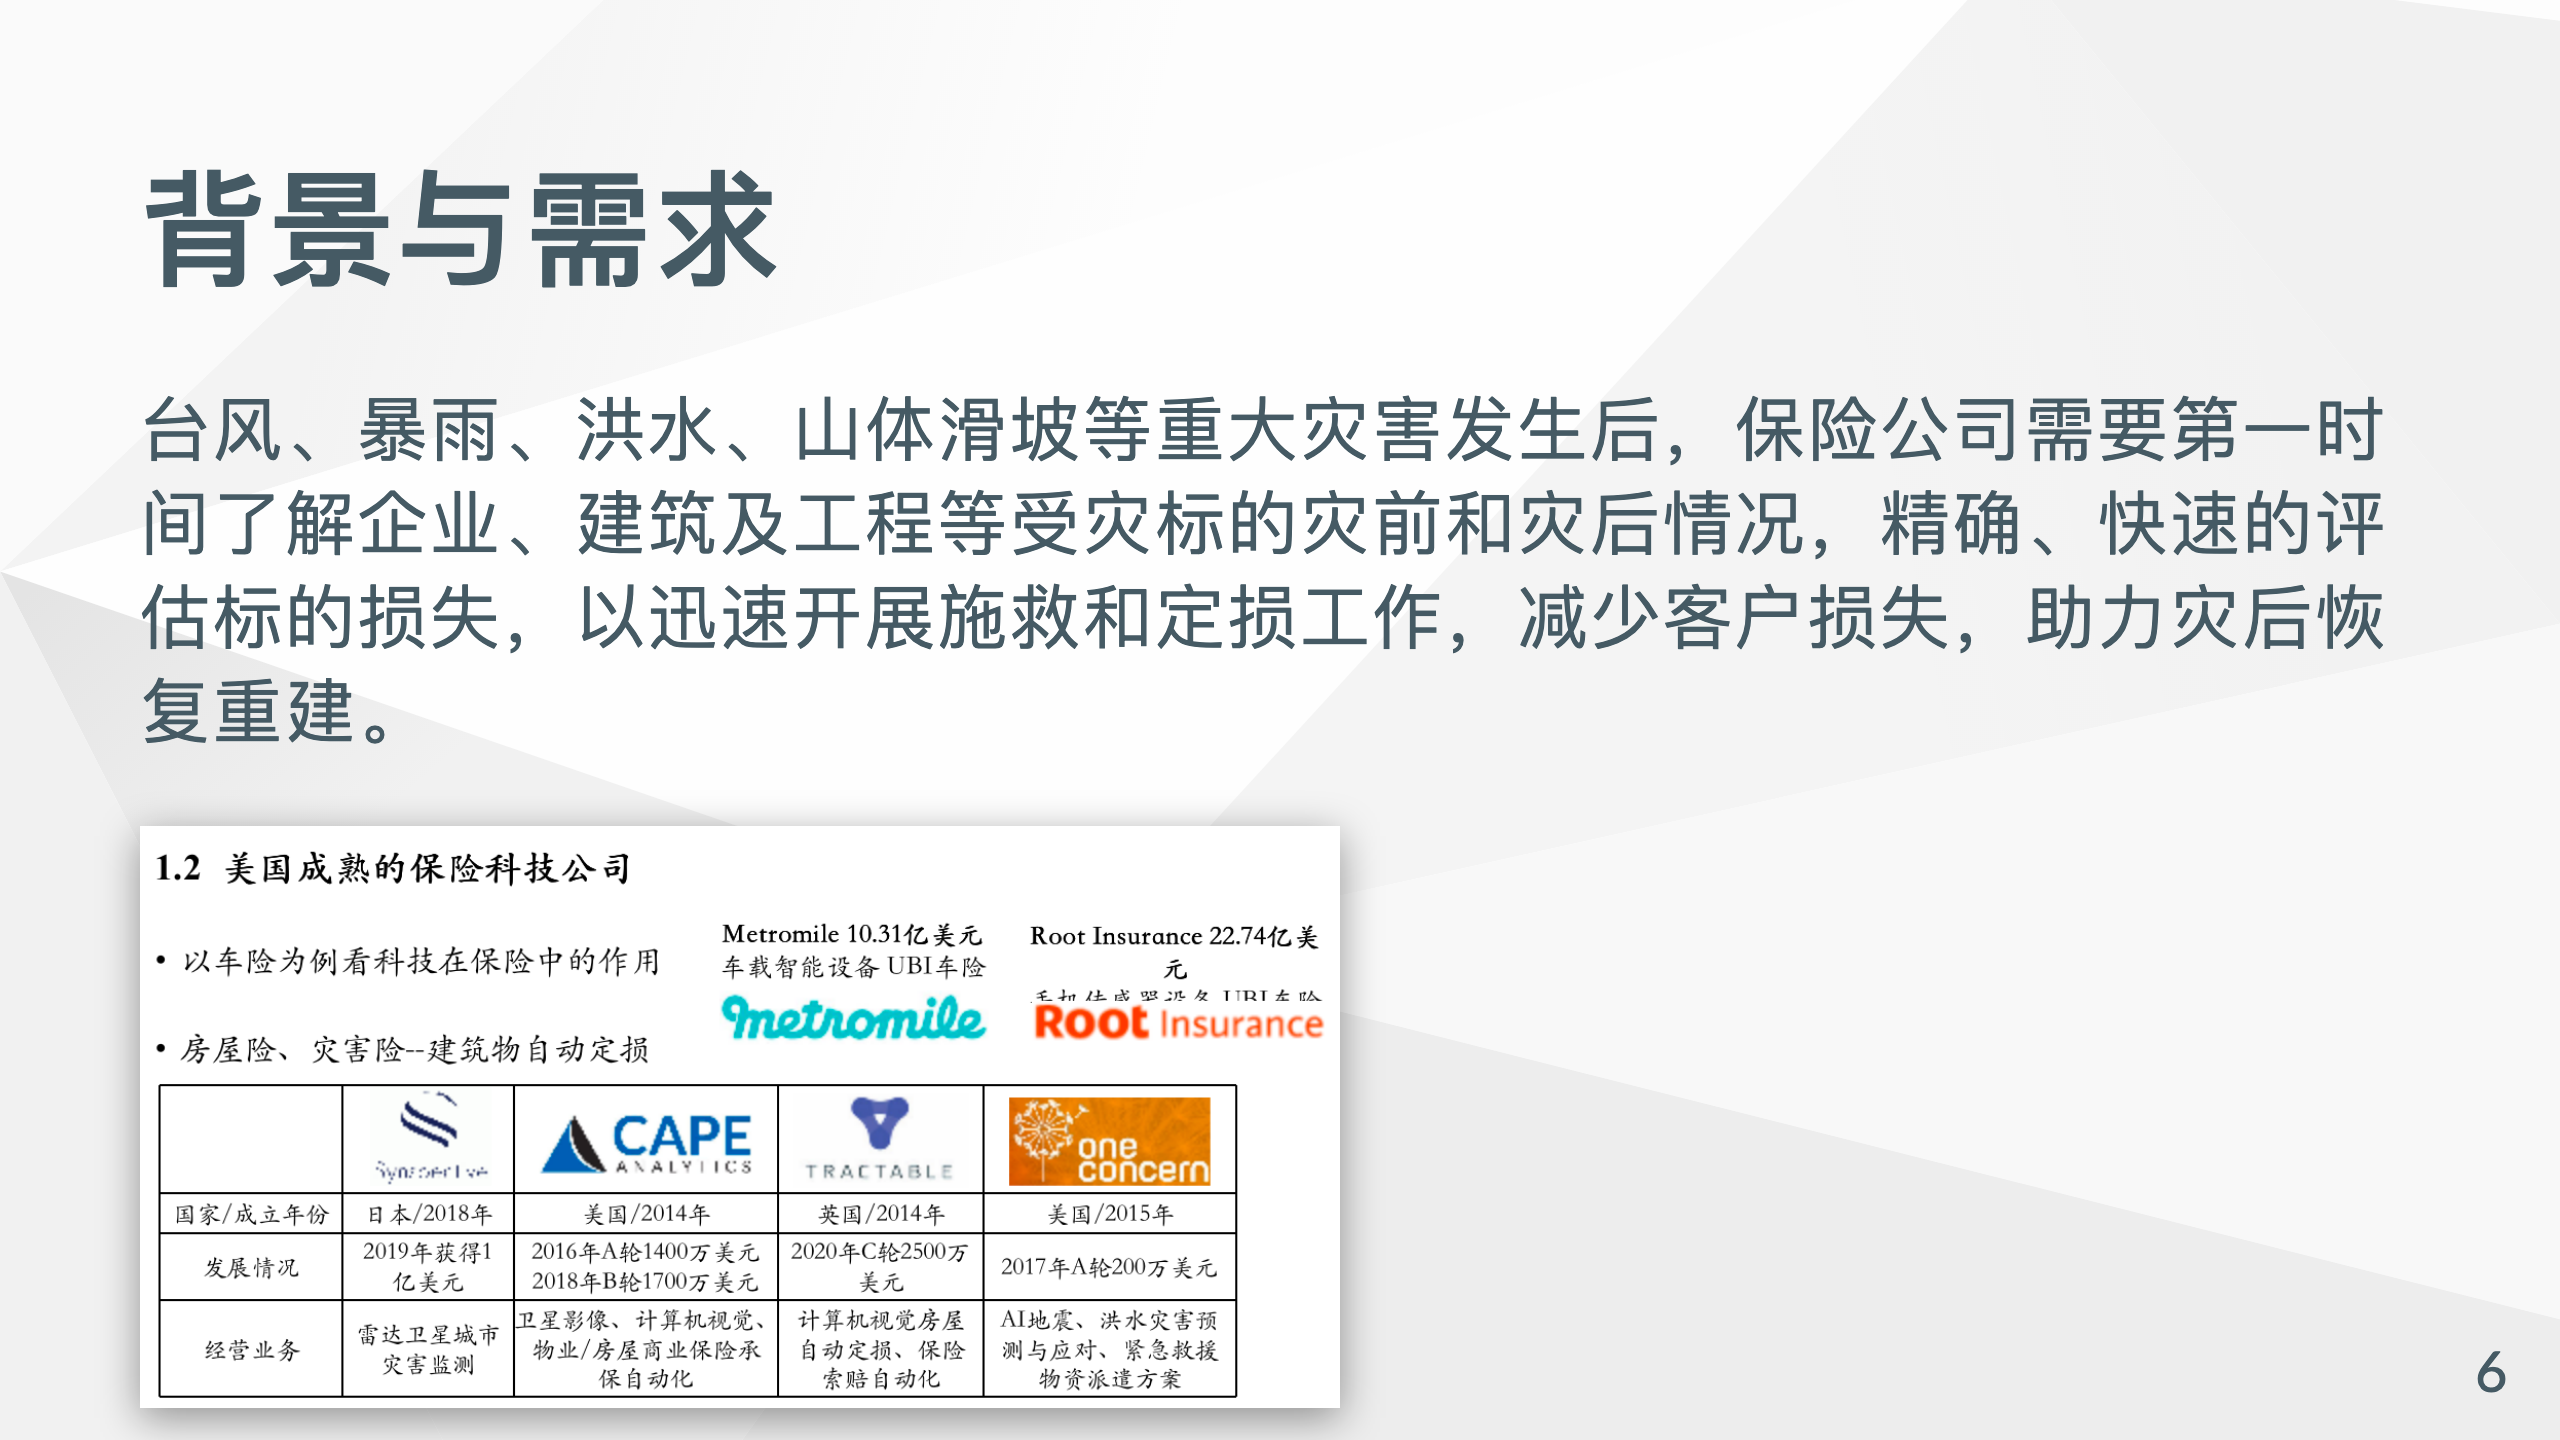 背景与需求
台风、暴雨、洪水、山体滑坡等重大灾害发生后，保险公司需要第一时
间了解企业、建筑及工程等受灾标的灾前和灾后情况，精确、快速的评
估标的损失，以迅速开展施救和定损工作，减少客户损失，助力灾后恢
复重建。
1.2 美国成熟的保险科技公司
• 以车险为例看科技在保险中的作用
• 房屋险、灾害险--建筑物自动定损
Metromile 10.31亿美元
车载智能设备 UBI车险
metromile
Root Insurance 22.74亿美
元
手机传感器设备 UBI车险
Root Insurance
CAPE
ANALYTICS
TRACTABLE
one
concern
国家/成立年份 日本/2018年 美国/2014年 英国/2014年 美国/2015年
发展情况
2019年获得1
亿美元
2016年A轮1400万美元
2018年B轮1700万美元
2020年C轮2500万
美元
2017年A轮200万美元
经营业务
雷达卫星城市
灾害监测
卫星影像、计算机视觉、
物业/房屋商业保险承
保自动化
计算机视觉房屋
自动定损、保险
索赔自动化
AI地震、洪水灾害预
测与应对、紧急救援
物资派遣方案
6